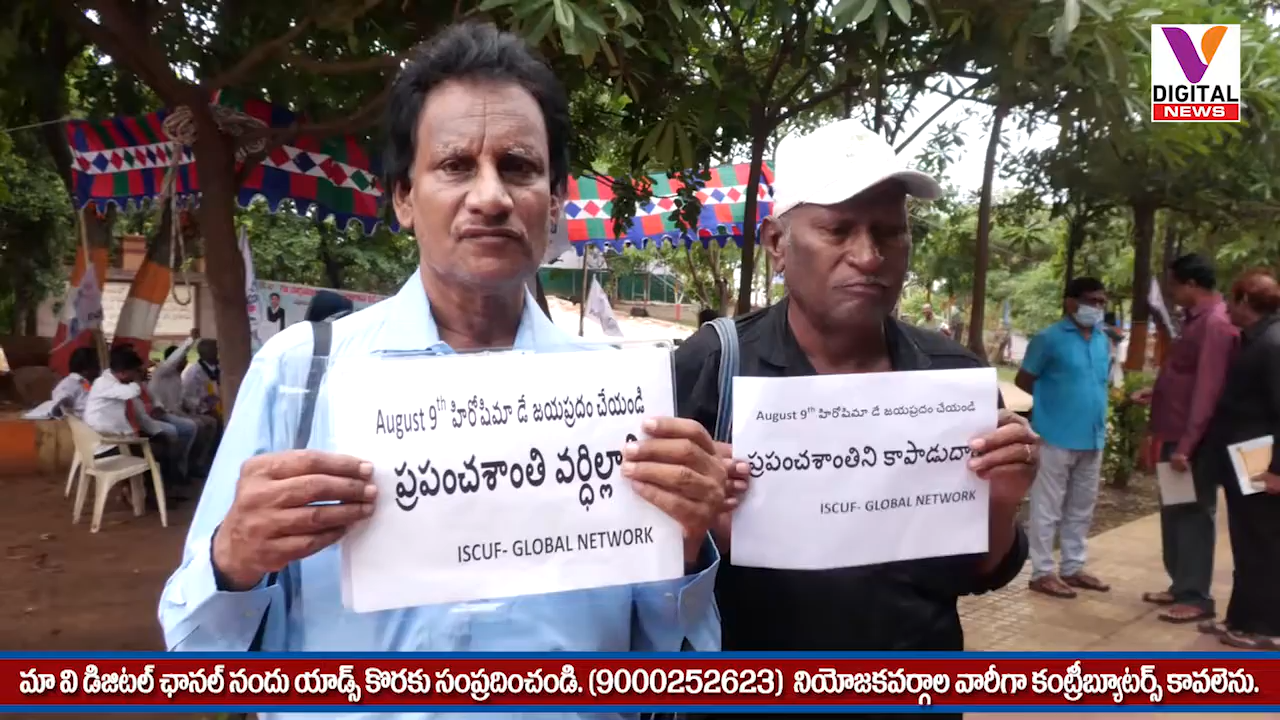 V
DIGITAL
NEWS
August 9th హిరోషిమా డే జయప్రదం చేయండి
ప్రపంచశాంతి వర్ధిల్లా
ISCUF- GLOBAL NETWORK
August 9th హిరోషిమా డే జయప్రదం చేయండి
ప్రపంచశాంతిని కాపాడుదా
ISCUF- GLOBAL NETWORK
మా వి డిజిటల్ ఛానల్ నందు యాడ్స్ కొరకు సంప్రదించండి. (9000252623) నియోజకవర్గాల వారీగా కంట్రీబ్యూటర్స్ కావలెను.